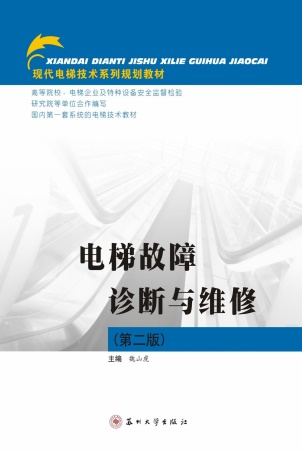 XIANDAI DIANTI JISHU XILIE GUIHUA JIAOCAI
现代电梯技术系列规划教材
高等院校、电梯企业及特种设备安全监督检验
研究院等单位合作编写
国内第一套系统的电梯技术教材
电梯故障
诊断与维修
(第二版)
主编 魏山虎
苏州大学出版社